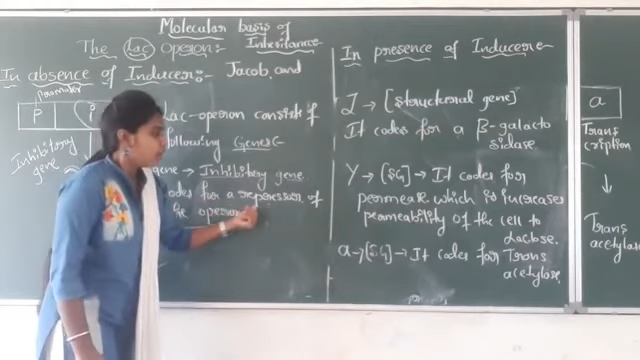 Molecular basis of
Inheritance
The Lac operon:-
In absence of Inducer:- Jacob and
Promoter
P i
Inhibitory
gene
Lac-operon consist of
following Genes:-
gene → Inhibitory gene.
codes for a repression of
the operon
In presence of Inducer
Z → [structural gene]
It codes for a β-galacto
sidase
Y → [SG] → It codes for
permease which is increases
permeability of the cell to
Lactose.
a → [SG] → It codes for Trans
acetylase
a
Trans
cription
↓
Trans
acetylase